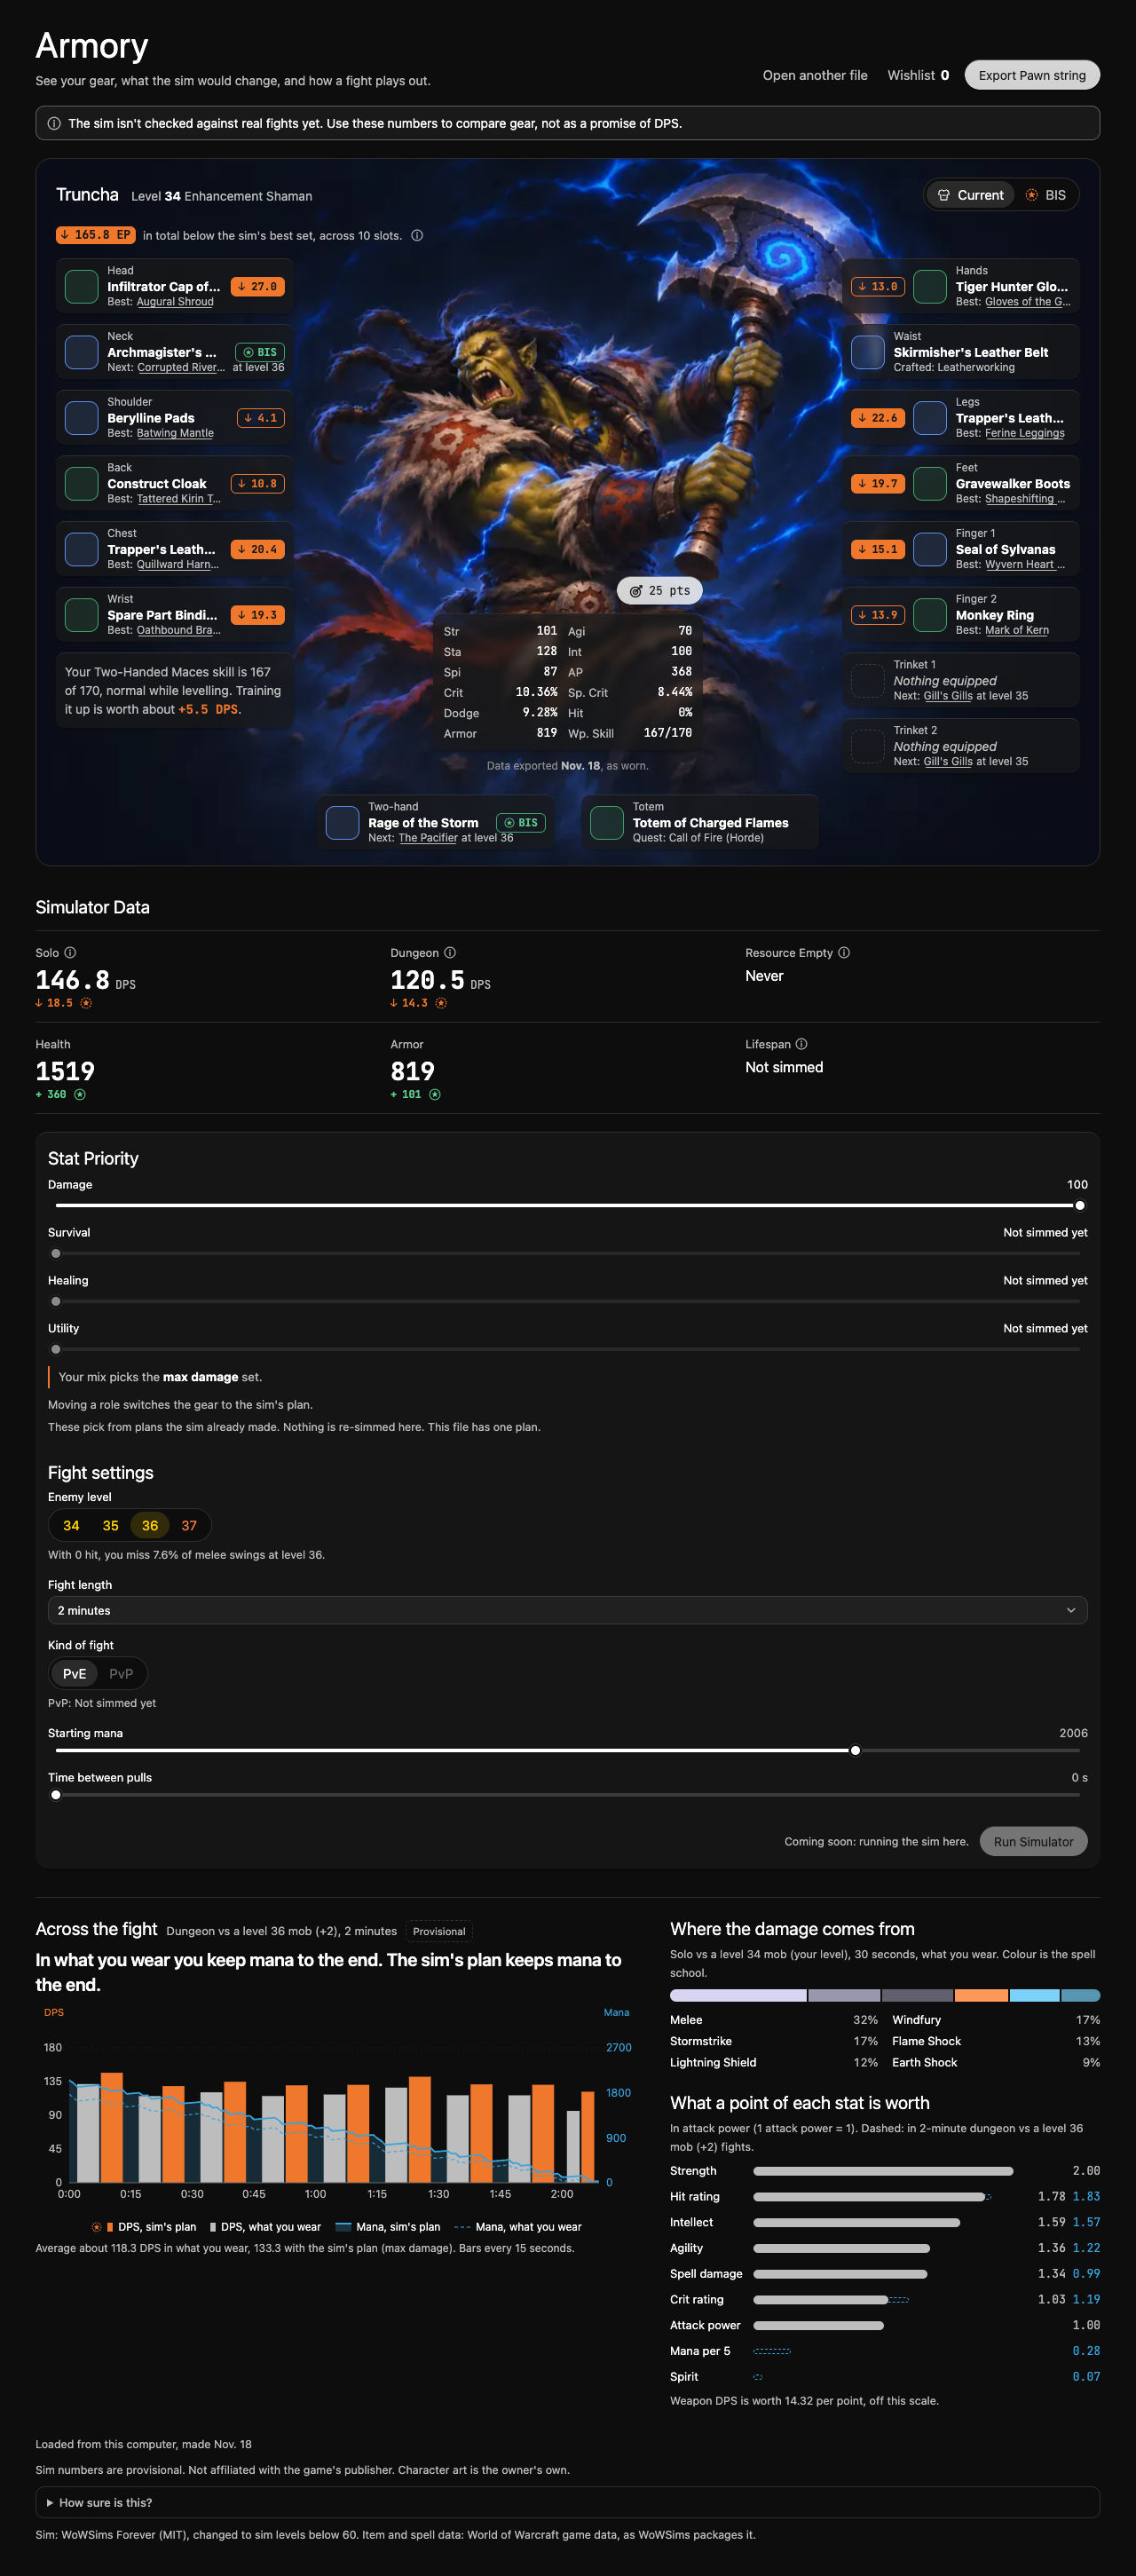 Armory
See your gear, what the sim would change, and how a fight plays out.
Open another file
Wishlist 0
Export Pawn string
The sim isn't checked against real fights yet. Use these numbers to compare gear, not as a promise of DPS.
Truncha Level 34 Enhancement Shaman
Current
BIS
↓ 165.8 EP in total below the sim's best set, across 10 slots.
Head
Infiltrator Cap of... ↓ 27.0
Best: Augural Shroud
Neck
Archmagister's ... BIS
Next: Corrupted River... at level 36
Shoulder
Berylline Pads ↓ 4.1
Best: Batwing Mantle
Back
Construct Cloak ↓ 10.8
Best: Tattered Kirin T...
Chest
Trapper's Leath... ↓ 20.4
Best: Quillward Harn...
Wrist
Spare Part Bindi... ↓ 19.3
Best: Oathbound Bra...
Your Two-Handed Maces skill is 167
of 170, normal while levelling. Training
it up is worth about +5.5 DPS.
Hands
↓ 13.0 Tiger Hunter Glo...
Best: Gloves of the G...
Waist
Skirmisher's Leather Belt
Crafted: Leatherworking
Legs
↓ 22.6 Trapper's Leath...
Best: Ferine Leggings
Feet
↓ 19.7 Gravewalker Boots
Best: Shapeshifting ...
Finger 1
↓ 15.1 Seal of Sylvanas
Best: Wyvern Heart ...
Finger 2
↓ 13.9 Monkey Ring
Best: Mark of Kern
Trinket 1
Nothing equipped
Next: Gill's Gills at level 35
Trinket 2
Nothing equipped
Next: Gill's Gills at level 35
25 pts
Str 101 Agi 70
Sta 128 Int 100
Spi 87 AP 368
Crit 10.36% Sp. Crit 8.44%
Dodge 9.28% Hit 0%
Armor 819 Wp. Skill 167/170
Data exported Nov. 18, as worn.
Two-hand
Rage of the Storm BIS
Next: The Pacifier at level 36
Totem
Totem of Charged Flames
Quest: Call of Fire (Horde)
Simulator Data
Solo
146.8 DPS
↓ 18.5
Dungeon
120.5 DPS
↓ 14.3
Resource Empty
Never
Health
1519
+ 360
Armor
819
+ 101
Lifespan
Not simmed
Stat Priority
Damage 100
Survival Not simmed yet
Healing Not simmed yet
Utility Not simmed yet
Your mix picks the max damage set.
Moving a role switches the gear to the sim's plan.
These pick from plans the sim already made. Nothing is re-simmed here. This file has one plan.
Fight settings
Enemy level
34 35 36 37
With 0 hit, you miss 7.6% of melee swings at level 36.
Fight length
2 minutes
Kind of fight
PvE PvP
PvP: Not simmed yet
Starting mana 2006
Time between pulls 0 s
Coming soon: running the sim here.
Run Simulator
Across the fight Dungeon vs a level 36 mob (+2), 2 minutes Provisional
In what you wear you keep mana to the end. The sim's plan keeps mana to
the end.
DPS Mana
180 2700
135 1800
90 900
45
0 0
0:00 0:15 0:30 0:45 1:00 1:15 1:30 1:45 2:00
DPS, sim's plan DPS, what you wear Mana, sim's plan Mana, what you wear
Average about 118.3 DPS in what you wear, 133.3 with the sim's plan (max damage). Bars every 15 seconds.
Where the damage comes from
Solo vs a level 34 mob (your level), 30 seconds, what you wear. Colour is the spell
school.
Melee 32% Windfury 17%
Stormstrike 17% Flame Shock 13%
Lightning Shield 12% Earth Shock 9%
What a point of each stat is worth
In attack power (1 attack power = 1). Dashed: in 2-minute dungeon vs a level 36
mob (+2) fights.
Strength 2.00
Hit rating 1.78 1.83
Intellect 1.59 1.57
Agility 1.36 1.22
Spell damage 1.34 0.99
Crit rating 1.03 1.19
Attack power 1.00
Mana per 5 0.28
Spirit 0.07
Weapon DPS is worth 14.32 per point, off this scale.
Loaded from this computer, made Nov. 18
Sim numbers are provisional. Not affiliated with the game's publisher. Character art is the owner's own.
How sure is this?
Sim: WoWSims Forever (MIT), changed to sim levels below 60. Item and spell data: World of Warcraft game data, as WoWSims packages it.